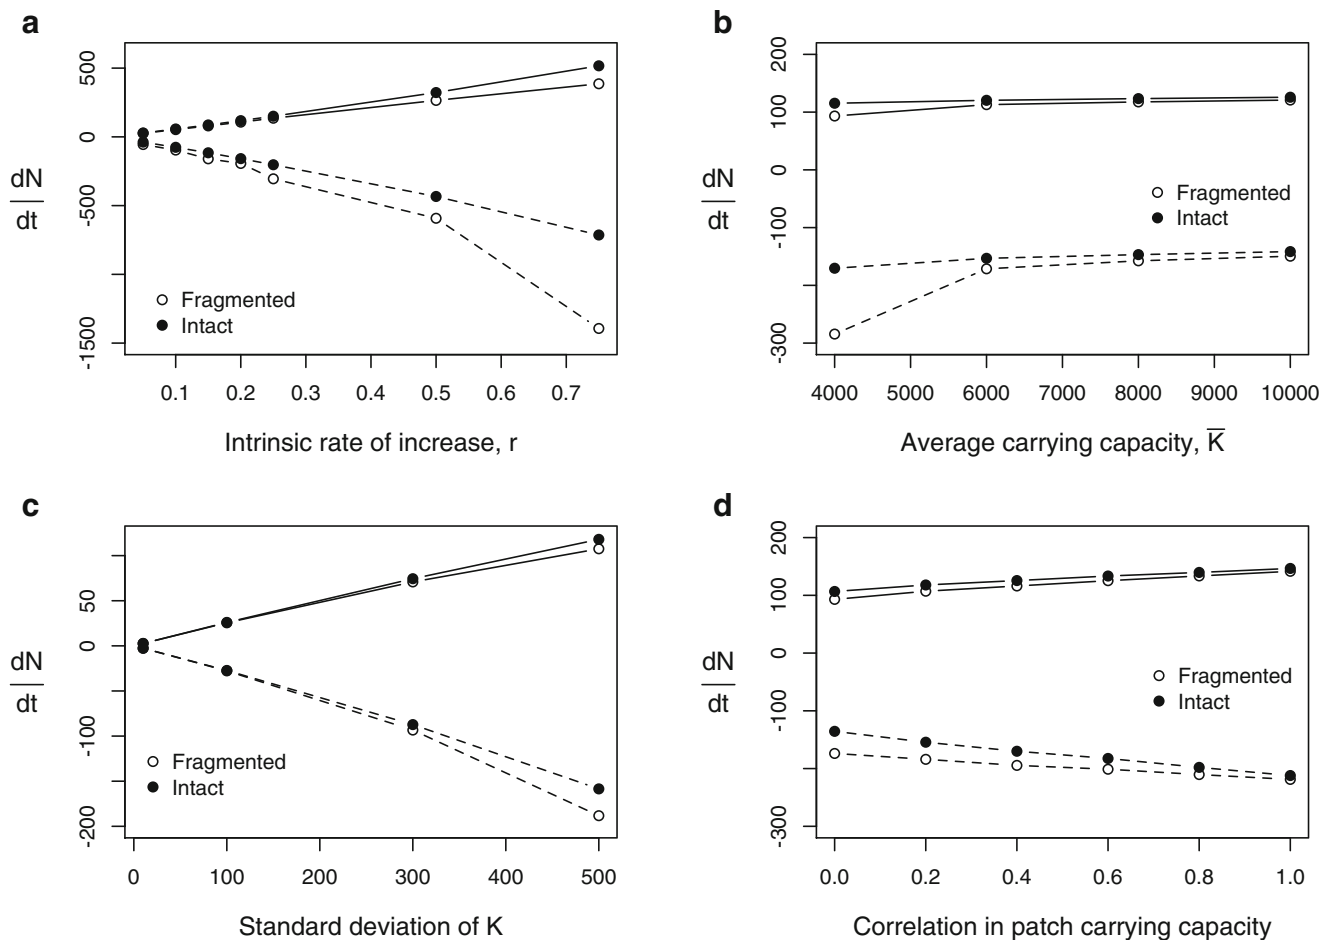 a
500
0
-500
-1500
dN
dt
Fragmented
Intact
0.1 0.2 0.3 0.4 0.5 0.6 0.7
Intrinsic rate of increase, r
b
200
100
0
-100
-300
dN
dt
Fragmented
Intact
4000 5000 6000 7000 8000 9000 10000
Average carrying capacity, K̅
c
50
0
-100
-200
dN
dt
Fragmented
Intact
0 100 200 300 400 500
Standard deviation of K
d
200
100
0
-100
-300
dN
dt
Fragmented
Intact
0.0 0.2 0.4 0.6 0.8 1.0
Correlation in patch carrying capacity